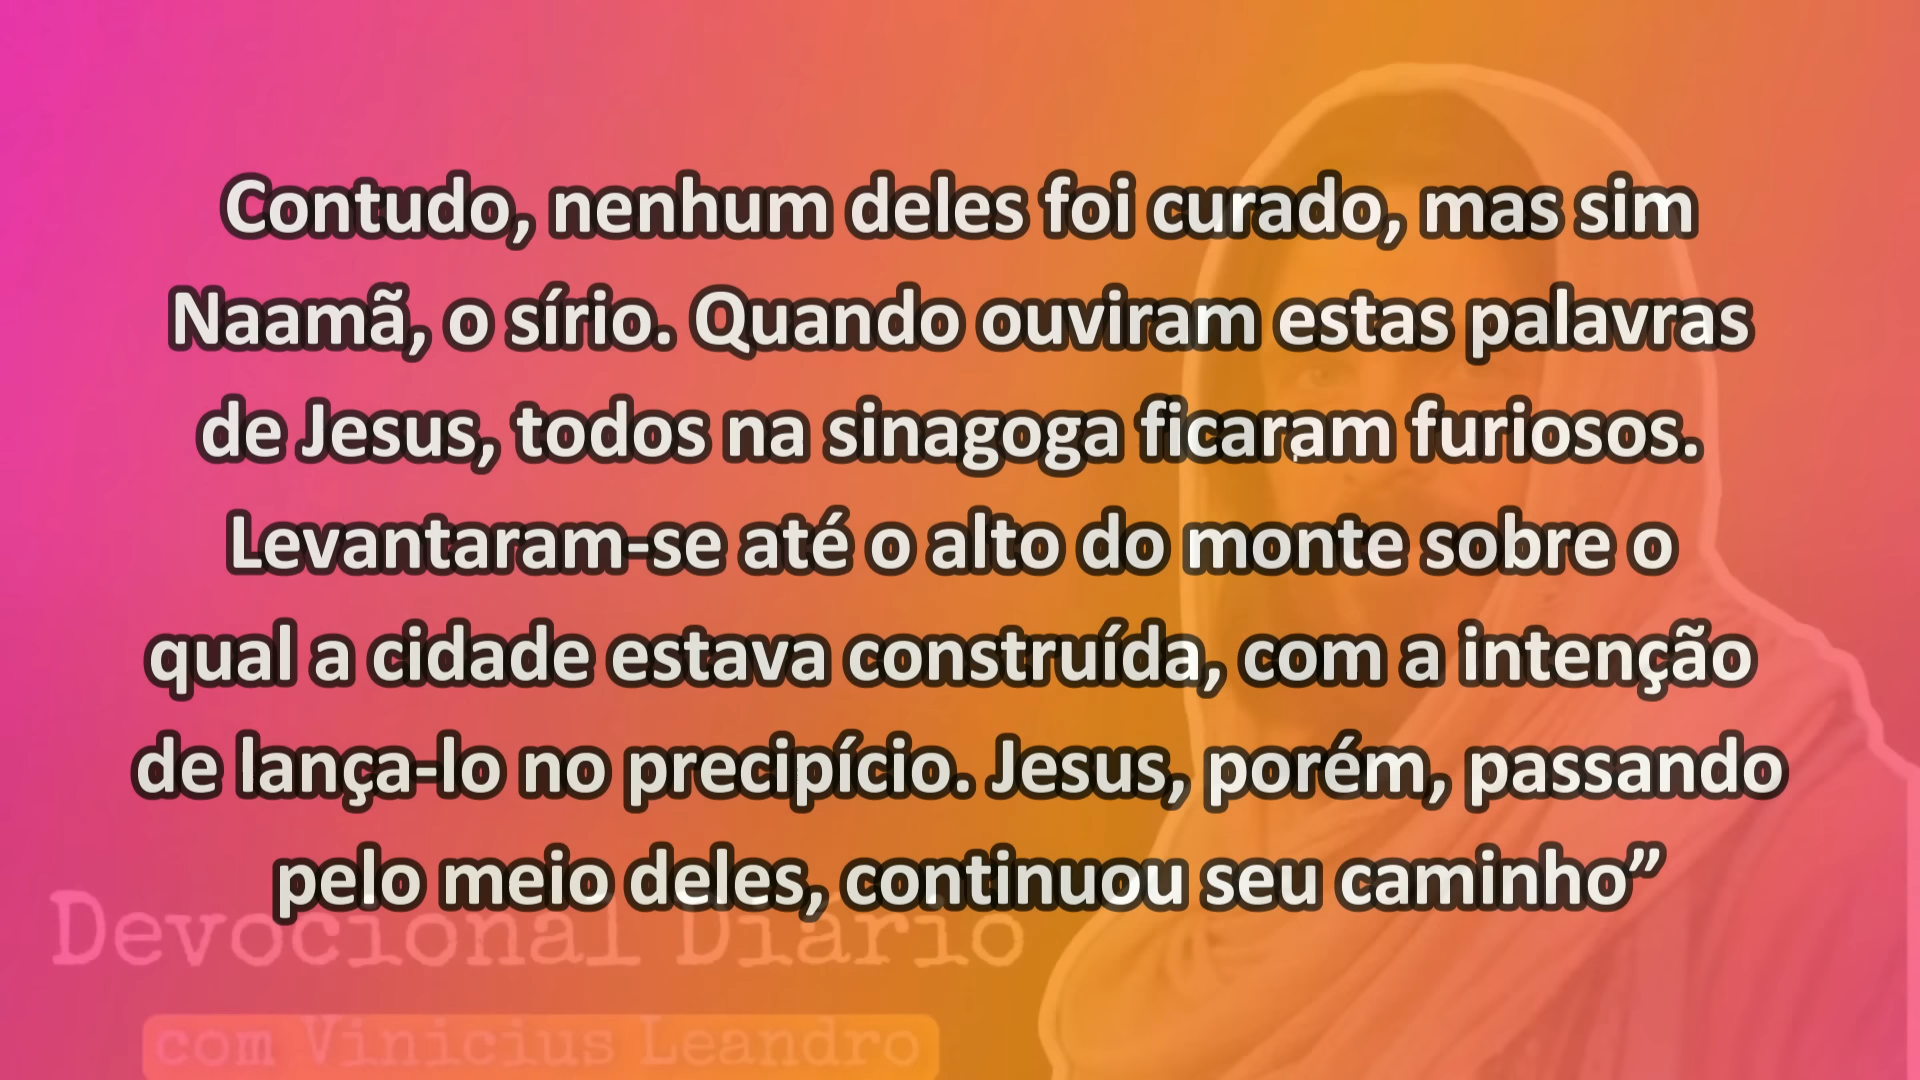 Contudo, nenhum deles foi curado, mas sim
Naamã, o sírio. Quando ouviram estas palavras
de Jesus, todos na sinagoga ficaram furiosos.
Levantaram-se até o alto do monte sobre o
qual a cidade estava construída, com a intenção
de lança-lo no precipício. Jesus, porém, passando
pelo meio deles, continuou seu caminho”
Devocional Diário
com Vinicius Leandro